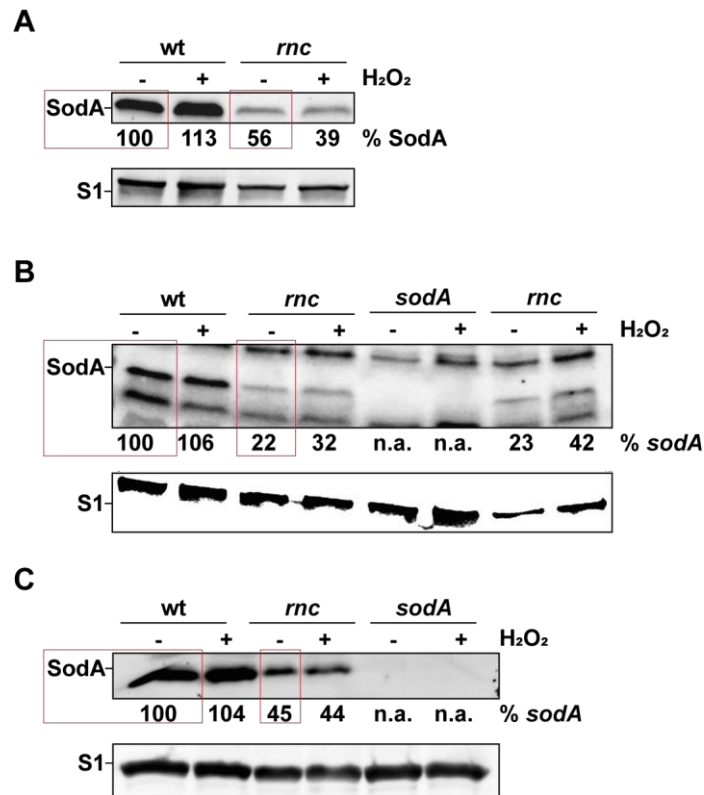 A
wt rnc
- + - + H₂O₂
SodA
100 113 56 39 % SodA
S1
B
wt rnc sodA rnc
- + - + - + - + H₂O₂
SodA
100 106 22 32 n.a. n.a. 23 42 % sodA
S1
C
wt rnc sodA
- + - + - + H₂O₂
SodA
100 104 45 44 n.a. n.a. % sodA
S1